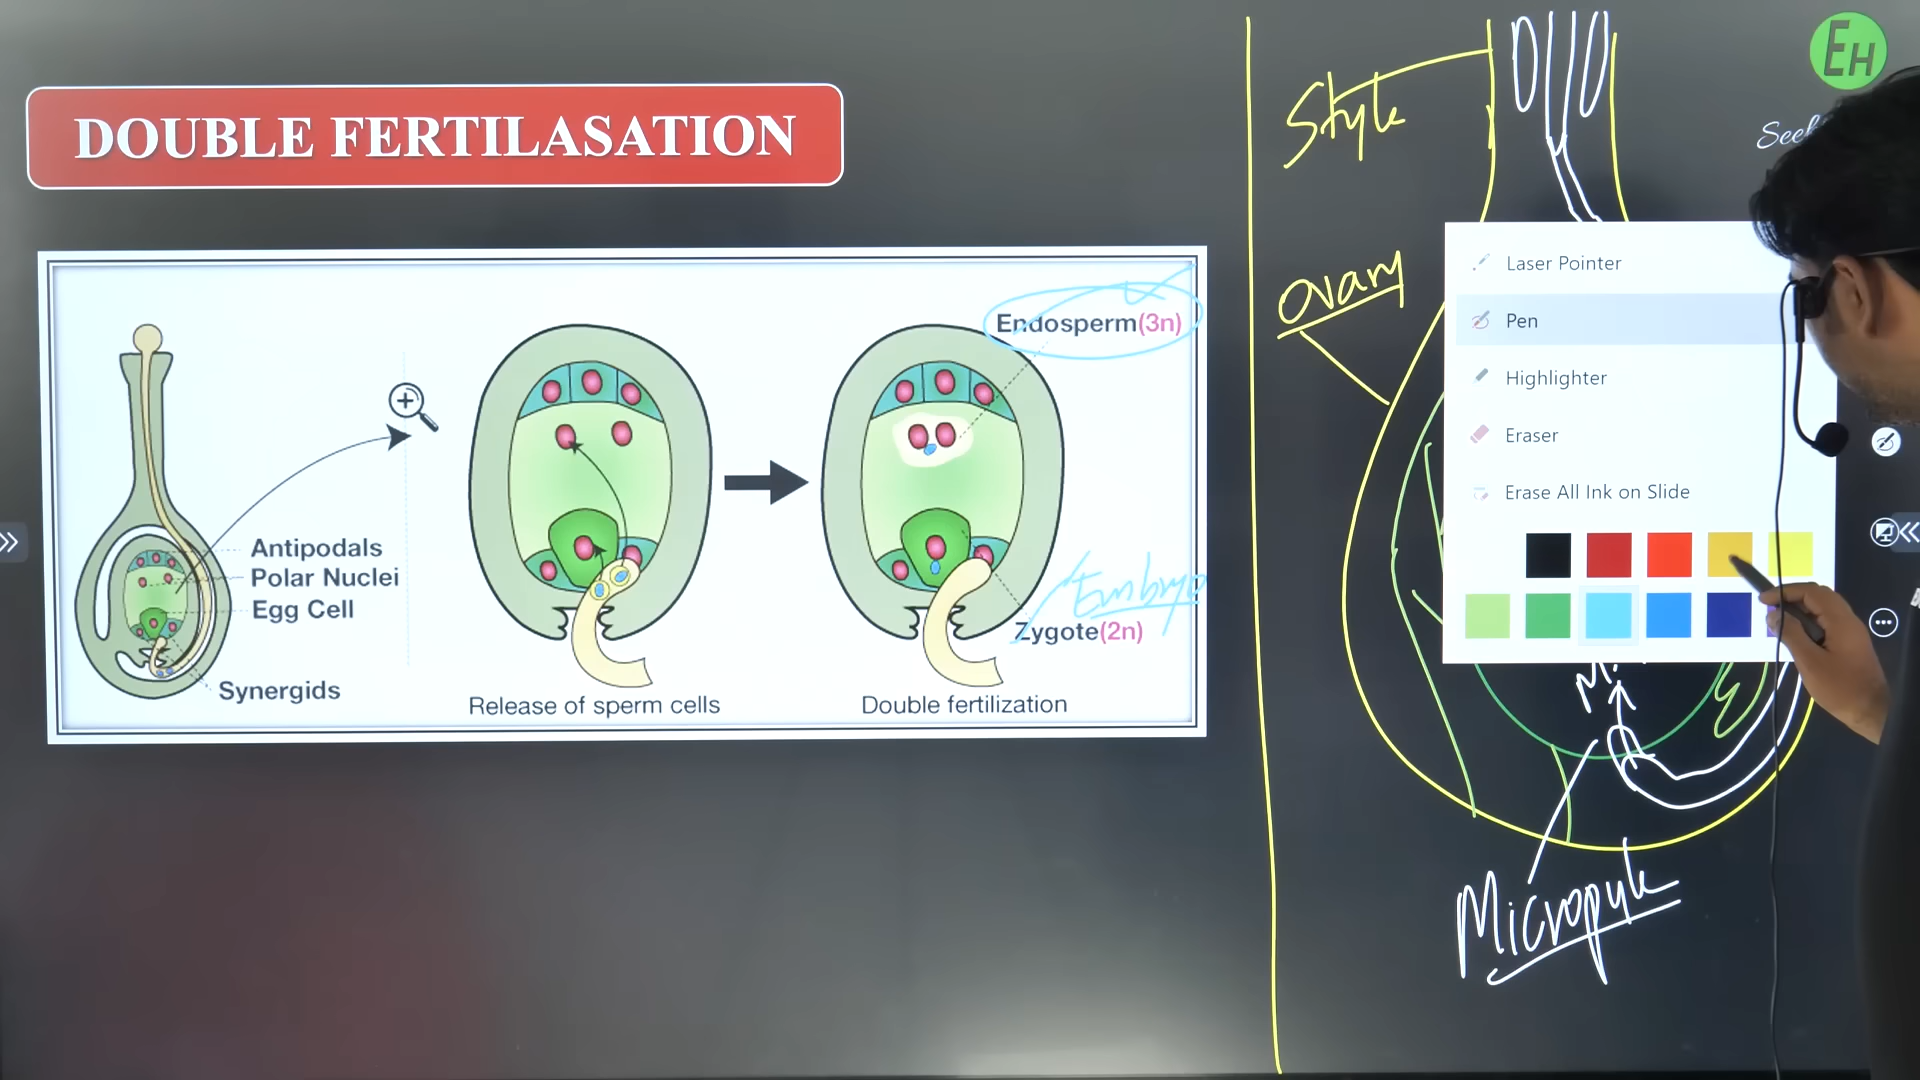 DOUBLE FERTILASATION
Endosperm(3n)
Antipodals
Polar Nuclei
Egg Cell
Synergids
Embryo
Zygote(2n)
Release of sperm cells
Double fertilization
Style
Ovary
Micropyle
EH
Laser Pointer
Pen
Highlighter
Eraser
Erase All Ink on Slide